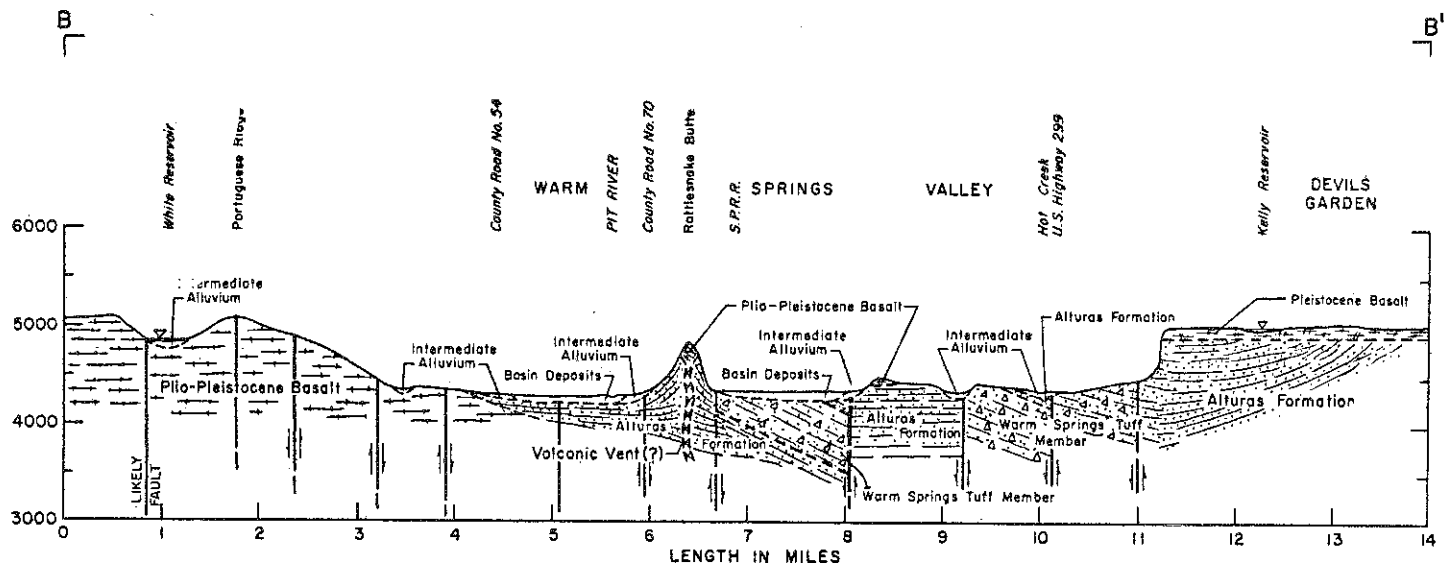 B
B'
White Reservoir
Portuguese
County Road No. 54
WARM
PIT RIVER
County Road No. 70
Rattlesnake Butte
S.P.R.R.
SPRINGS
VALLEY
Hot Creek
U.S. Highway 299
Kelly Reservoir
DEVILS
GARDEN
6000
5000
4000
3000
Intermediate
Alluvium
Plio-Pleistocene Basalt
Intermediate
Alluvium
Basin Deposits
Intermediate
Alluvium
Plio-Pleistocene Basalt
Intermediate
Alluvium
Basin Deposits
Intermediate
Alluvium
Alturas Formation
Pleistocene Basalt
Alturas
Formation
Volcanic Vent(?)
Alturas
Formation
Warm Springs Tuff
Member
Alturas Formation
Warm Springs Tuff Member
LIKELY
FAULT
0 1 2 3 4 5 6 7 8 9 10 11 12 13 14
LENGTH IN MILES